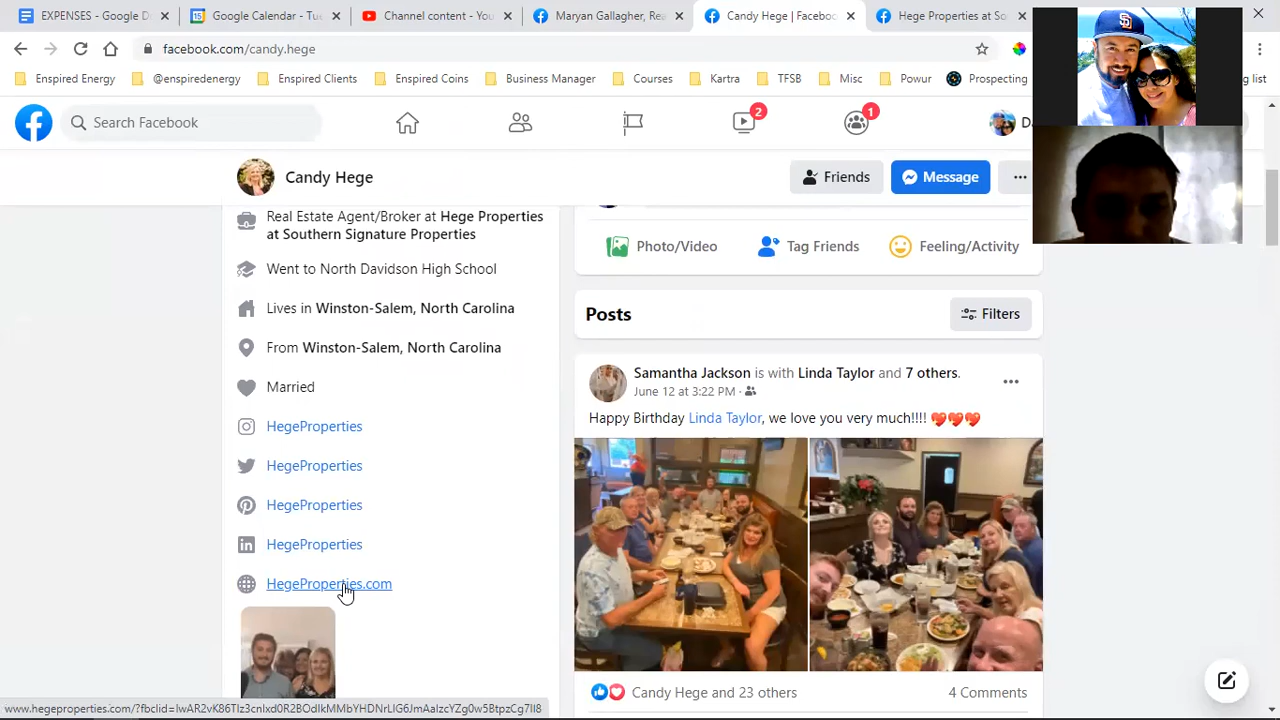 EXPENSES - Google D
Google Calendar - Tue
Channel content - You
Maryan Gallagher, Rea
Candy Hege | Facebook
Hege Properties at So
facebook.com/candy.hege
Enspired Energy
@enspiredenergy
Enspired Clients
Enspired Coins
Business Manager
Courses
Kartra
TFSB
Misc
Powur
Prospecting
g list
Search Facebook
2
1
Da
Candy Hege
Friends
Message
Real Estate Agent/Broker at Hege Properties
at Southern Signature Properties
Went to North Davidson High School
Lives in Winston-Salem, North Carolina
From Winston-Salem, North Carolina
Married
HegeProperties
HegeProperties
HegeProperties
HegeProperties
HegeProperties.com
Photo/Video
Tag Friends
Feeling/Activity
Posts
Filters
Samantha Jackson is with Linda Taylor and 7 others.
June 12 at 3:22 PM ·
Happy Birthday Linda Taylor, we love you very much!!!! 💖💖💖
Candy Hege and 23 others
4 Comments